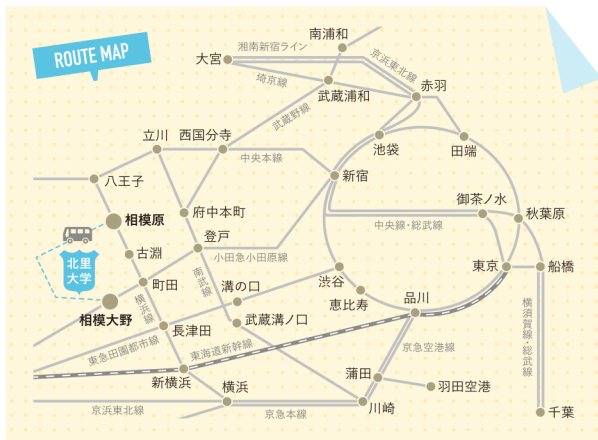 ROUTE MAP
南浦和
大宮
湘南新宿ライン
京浜東北線
埼京線
武蔵浦和
赤羽
武蔵野線
立川
西国分寺
池袋
田端
中央本線
八王子
新宿
相模原
府中本町
御茶ノ水
秋葉原
中央線・総武線
登戸
小田急小田原線
古淵
北里
大学
町田
南武線
溝の口
渋谷
恵比寿
東京
船橋
相模大野
横浜線
長津田
武蔵溝ノ口
品川
横須賀線・総武線
東急田園都市線
東海道新幹線
京急空港線
新横浜
蒲田
羽田空港
横浜
川崎
京浜東北線
京急本線
千葉